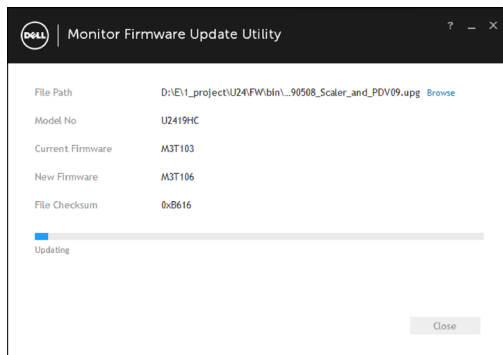 DELL Monitor Firmware Update Utility ?
File Path D:\E\1_project\U24\FW\bin\...90508_Scaler_and_PDV09.upg Browse
Model No U2419HC
Current Firmware M3T103
New Firmware M3T106
File Checksum 0xB616
Updating
Close